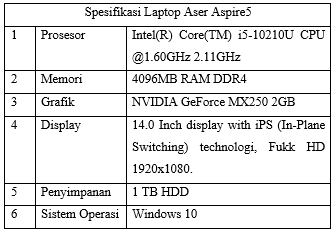 Spesifikasi Laptop Aser Aspire5
1 Prosesor Intel(R) Core(TM) i5-10210U CPU
@1.60GHz 2.11GHz
2 Memori 4096MB RAM DDR4
3 Grafik NVIDIA GeForce MX250 2GB
4 Display 14.0 Inch display with iPS (In-Plane
Switching) technologi, Fukk HD
1920x1080.
5 Penyimpanan 1 TB HDD
6 Sistem Operasi Windows 10